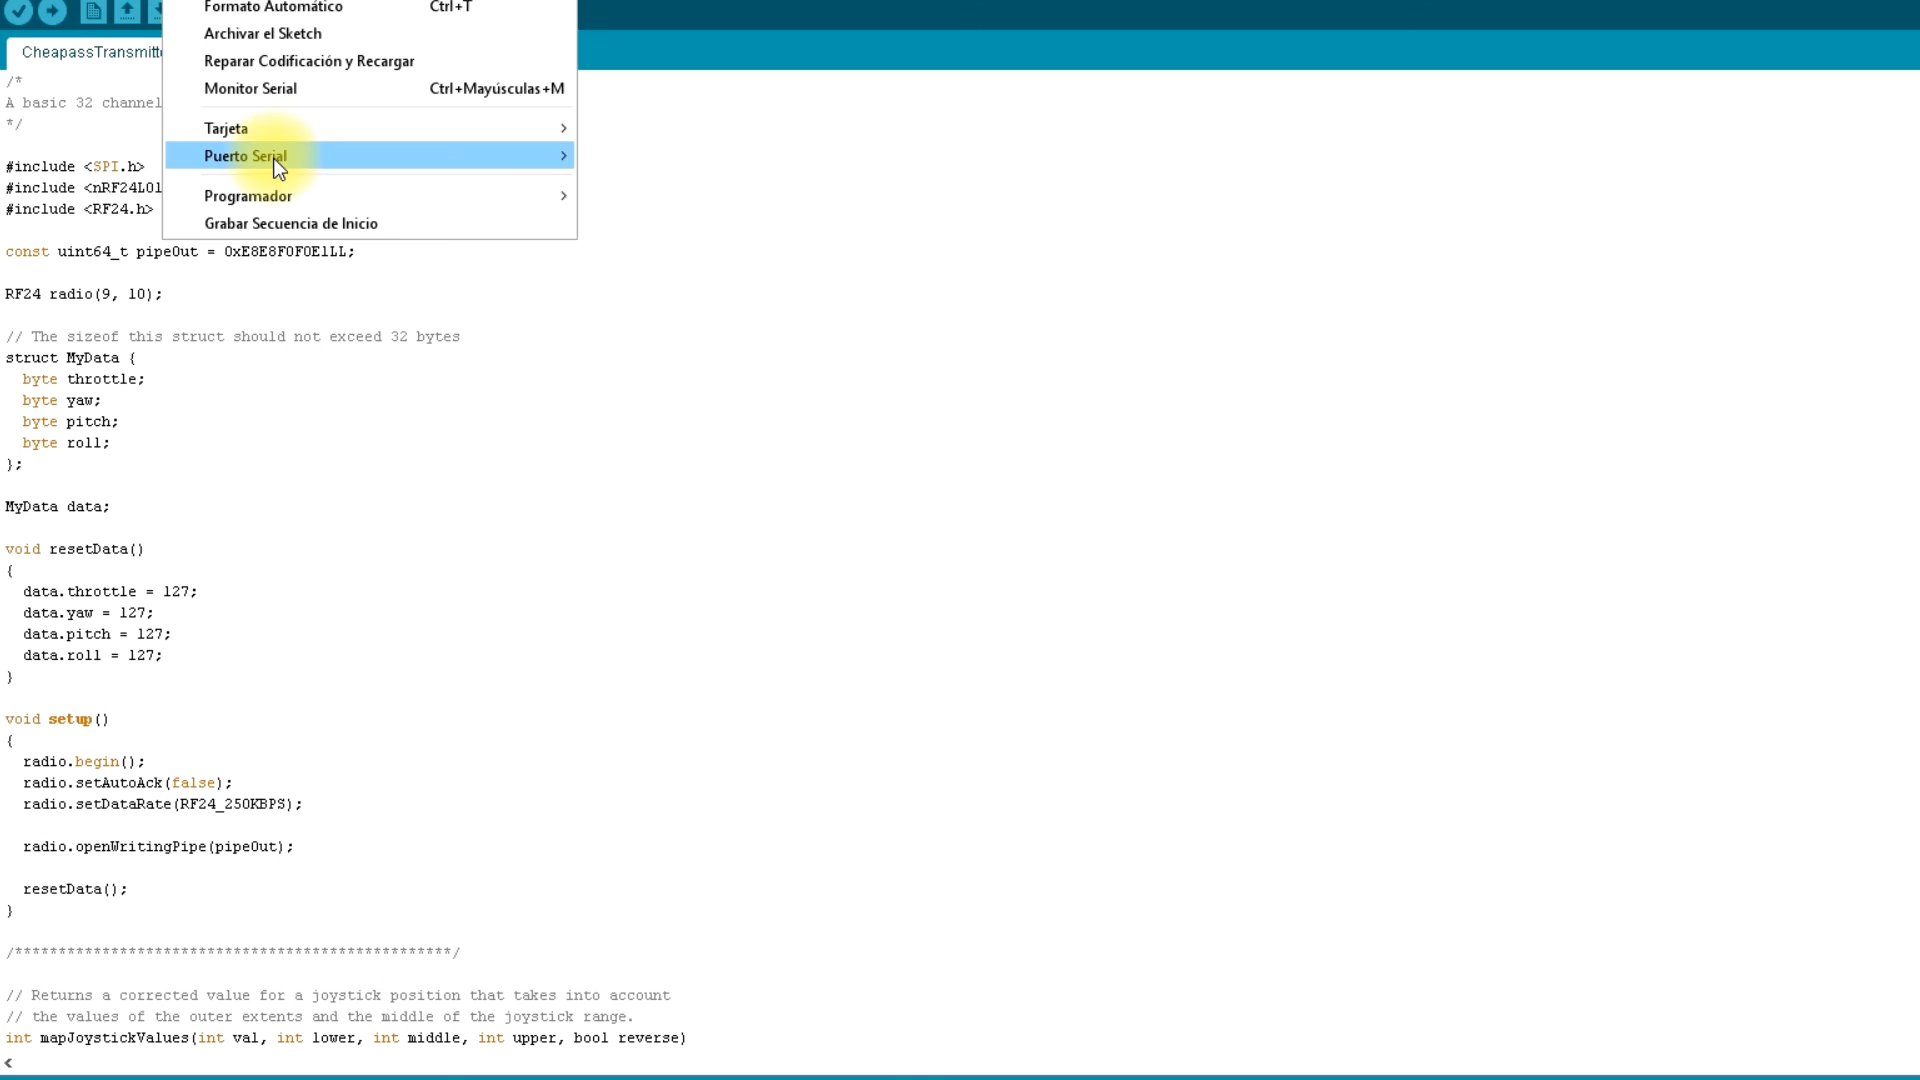 Formato Automático Ctrl+T
Archivar el Sketch
Reparar Codificación y Recargar
Monitor Serial Ctrl+Mayúsculas+M
Tarjeta
Puerto Serial
Programador
Grabar Secuencia de Inicio
CheapassTransmitte
/*
A basic 32 channel
*/
#include <SPI.h>
#include <nRF24L01
#include <RF24.h>
const uint64_t pipeOut = 0xE8E8F0F0E1LL;
RF24 radio(9, 10);
// The sizeof this struct should not exceed 32 bytes
struct MyData {
  byte throttle;
  byte yaw;
  byte pitch;
  byte roll;
};
MyData data;
void resetData()
{
  data.throttle = 127;
  data.yaw = 127;
  data.pitch = 127;
  data.roll = 127;
}
void setup()
{
  radio.begin();
  radio.setAutoAck(false);
  radio.setDataRate(RF24_250KBPS);
  radio.openWritingPipe(pipeOut);
  resetData();
}
/**************************************************/
// Returns a corrected value for a joystick position that takes into account
// the values of the outer extents and the middle of the joystick range.
int mapJoystickValues(int val, int lower, int middle, int upper, bool reverse)